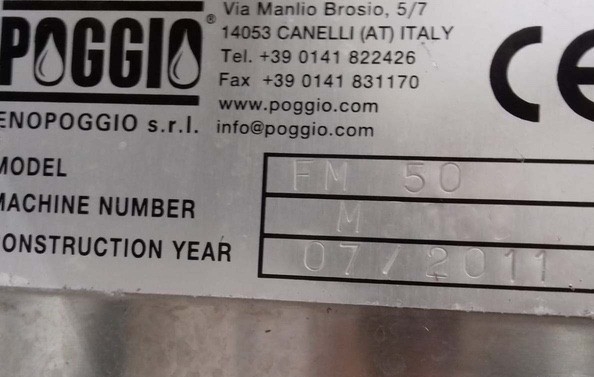 POGGIO®
Via Manlio Brosio, 5/7
14053 CANELLI (AT) ITALY
Tel. +39 0141 822426
Fax +39 0141 831170
www.poggio.com
ENOPOGGIO s.r.l. info@poggio.com
CE
MODEL FM 50
MACHINE NUMBER M
CONSTRUCTION YEAR 07/2011